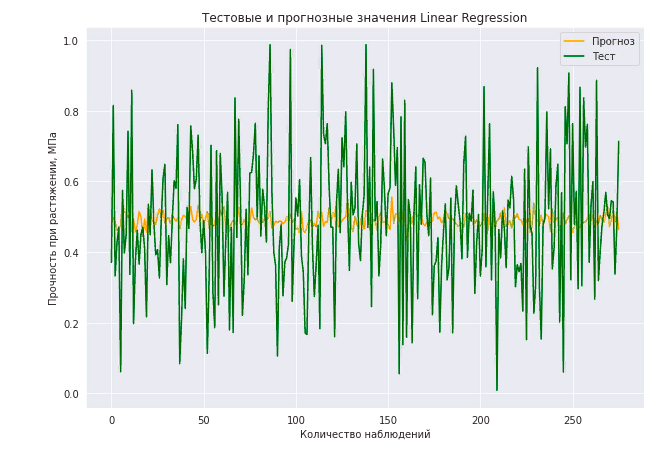 Тестовые и прогнозные значения Linear Regression
Прогноз
Тест
1.0
0.8
0.6
0.4
0.2
0.0
Прочность при растяжении, МПа
0 50 100 150 200 250
Количество наблюдений